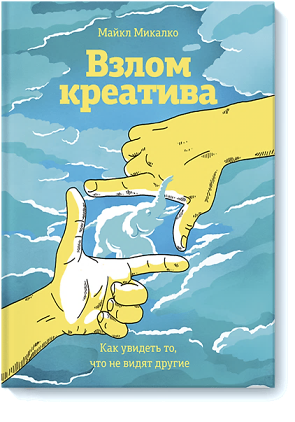 Майкл Микалко
Взлом
креатива
Как увидеть то,
что не видят другие